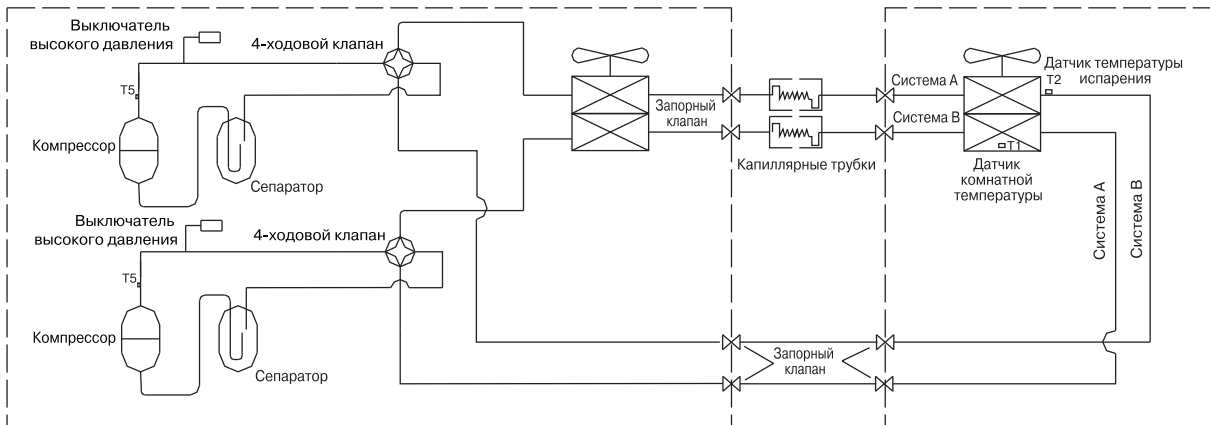 Выключатель
высокого давления
4-ходовой клапан
T5
Компрессор
Сепаратор
Запорный
клапан
Капиллярные трубки
Система А
Система В
Датчик температуры
испарения
T2
T1
Датчик
комнатной
температуры
Система А
Система В
Выключатель
высокого давления
4-ходовой клапан
T5
Компрессор
Сепаратор
Запорный
клапан